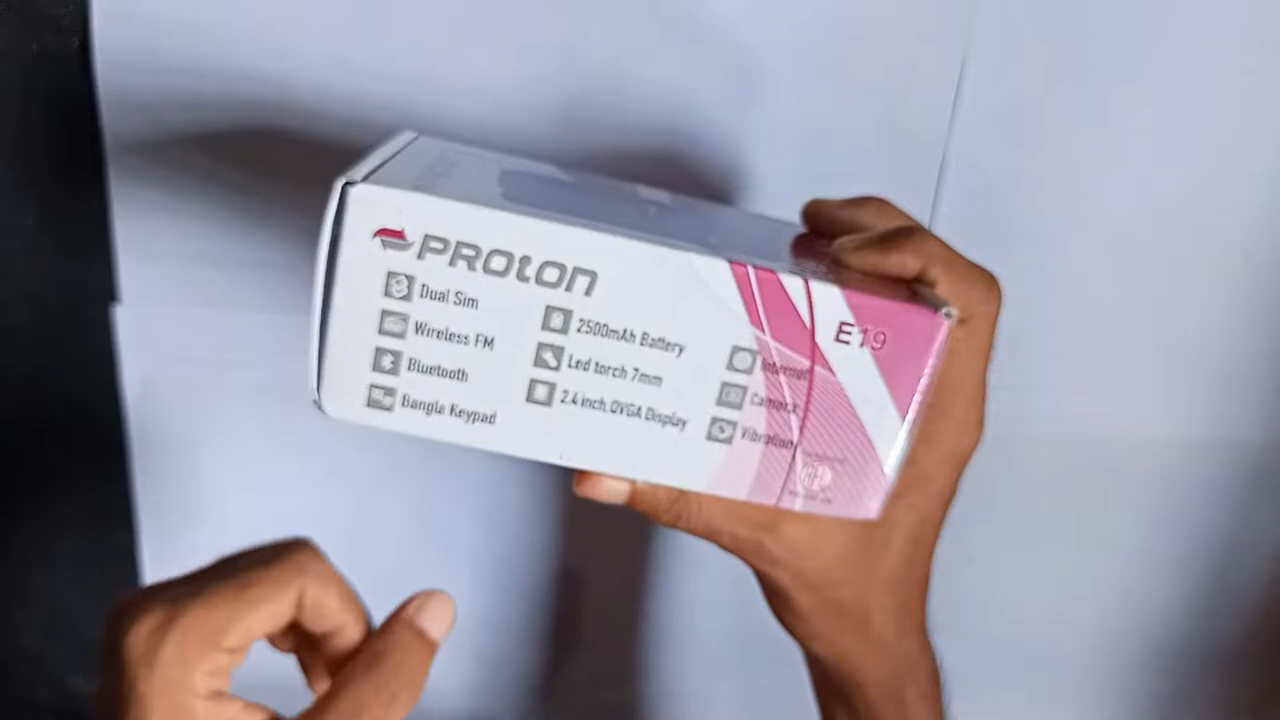 PROTON
Dual Sim
Wireless FM
Bluetooth
Bangla Keypad
2500mAh Battery
Led torch 7mm
2.4 inch QVGA Display
Internet
Camera
Vibration
E19